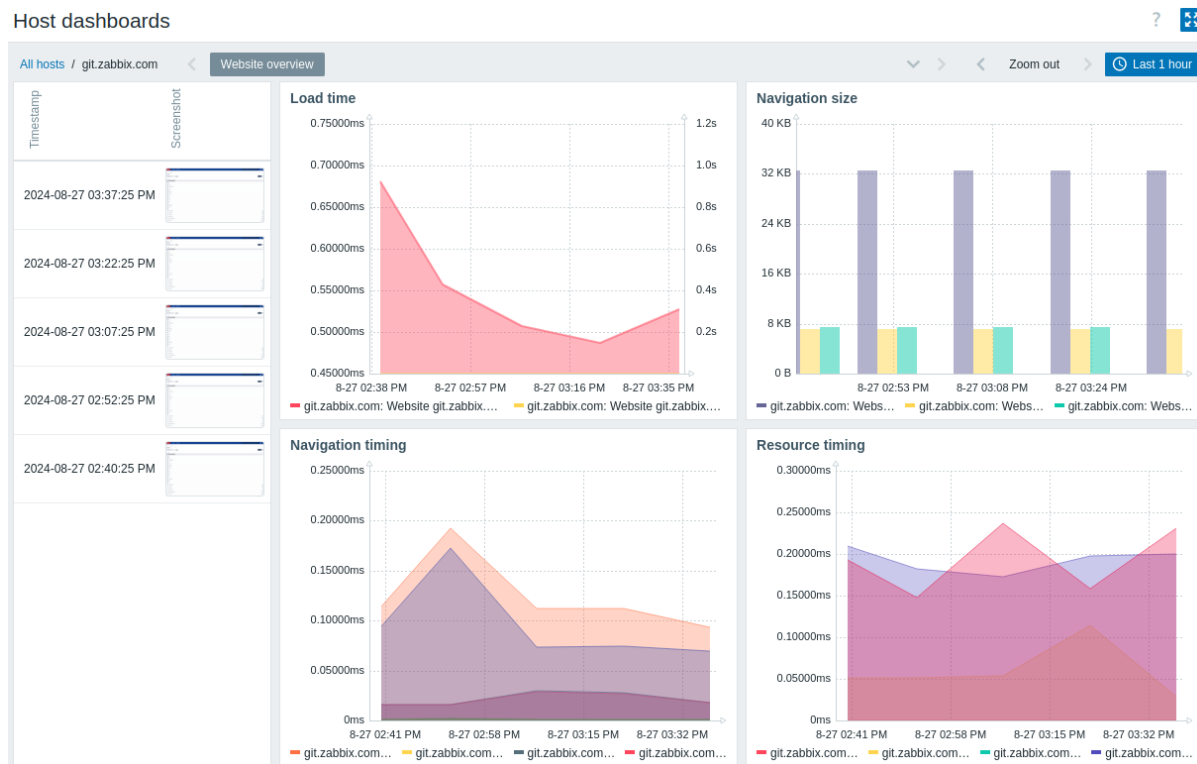 Host dashboards
?
All hosts / git.zabbix.com
Website overview
Zoom out
Last 1 hour
Timestamp
Screenshot
2024-08-27 03:37:25 PM
2024-08-27 03:22:25 PM
2024-08-27 03:07:25 PM
2024-08-27 02:52:25 PM
2024-08-27 02:40:25 PM
Load time
0.75000ms
0.70000ms
0.65000ms
0.60000ms
0.55000ms
0.50000ms
0.45000ms
1.2s
1.0s
0.8s
0.6s
0.4s
0.2s
8-27 02:38 PM 8-27 02:57 PM 8-27 03:16 PM 8-27 03:35 PM
git.zabbix.com: Website git.zabbix.... git.zabbix.com: Website git.zabbix....
Navigation size
40 KB
32 KB
24 KB
16 KB
8 KB
0 B
8-27 02:53 PM 8-27 03:08 PM 8-27 03:24 PM
git.zabbix.com: Webs... git.zabbix.com: Webs... git.zabbix.com: Webs...
Navigation timing
0.25000ms
0.20000ms
0.15000ms
0.10000ms
0.05000ms
0ms
8-27 02:41 PM 8-27 02:58 PM 8-27 03:15 PM 8-27 03:32 PM
git.zabbix.com... git.zabbix.com... git.zabbix.com... git.zabbix.com...
Resource timing
0.30000ms
0.25000ms
0.20000ms
0.15000ms
0.10000ms
0.05000ms
0ms
8-27 02:41 PM 8-27 02:58 PM 8-27 03:15 PM 8-27 03:32 PM
git.zabbix.com... git.zabbix.com... git.zabbix.com... git.zabbix.com...